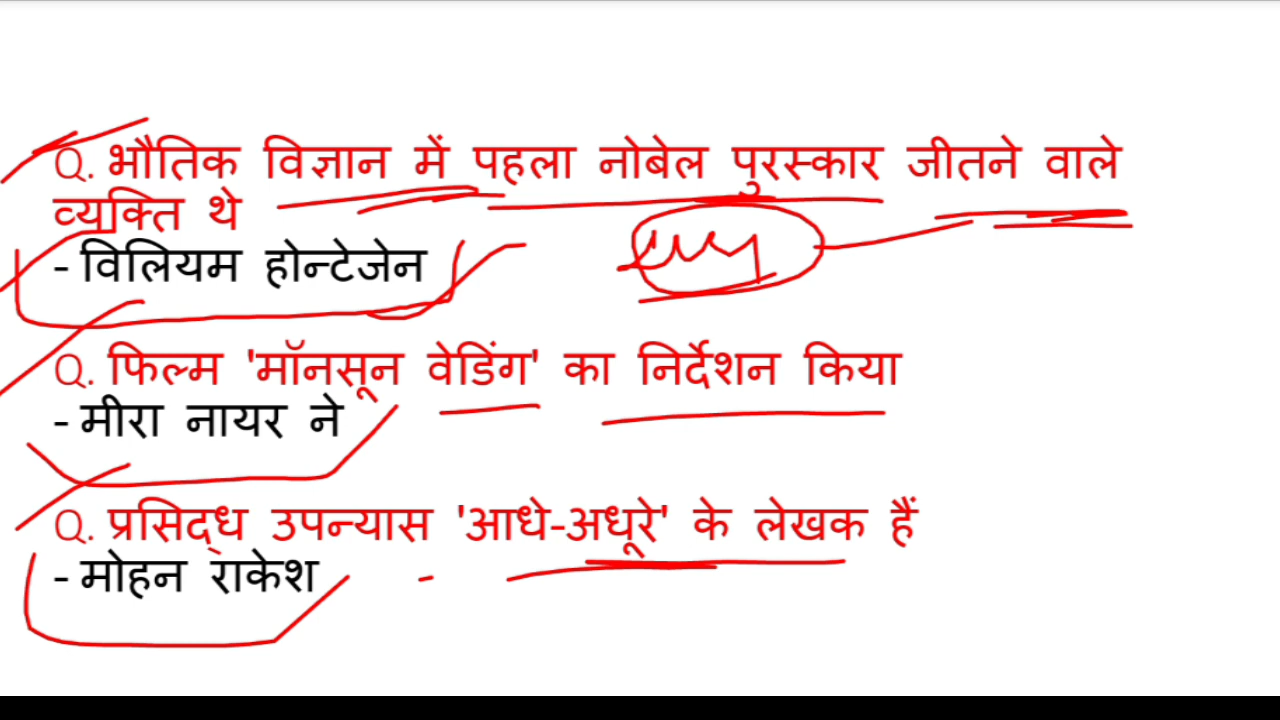 Q. भौतिक विज्ञान में पहला नोबेल पुरस्कार जीतने वाले
व्यक्ति थे
- विलियम होन्टेजेन
Q. फिल्म 'मॉनसून वेडिंग' का निर्देशन किया
- मीरा नायर ने
Q. प्रसिद्ध उपन्यास 'आधे-अधूरे' के लेखक हैं
- मोहन राकेश